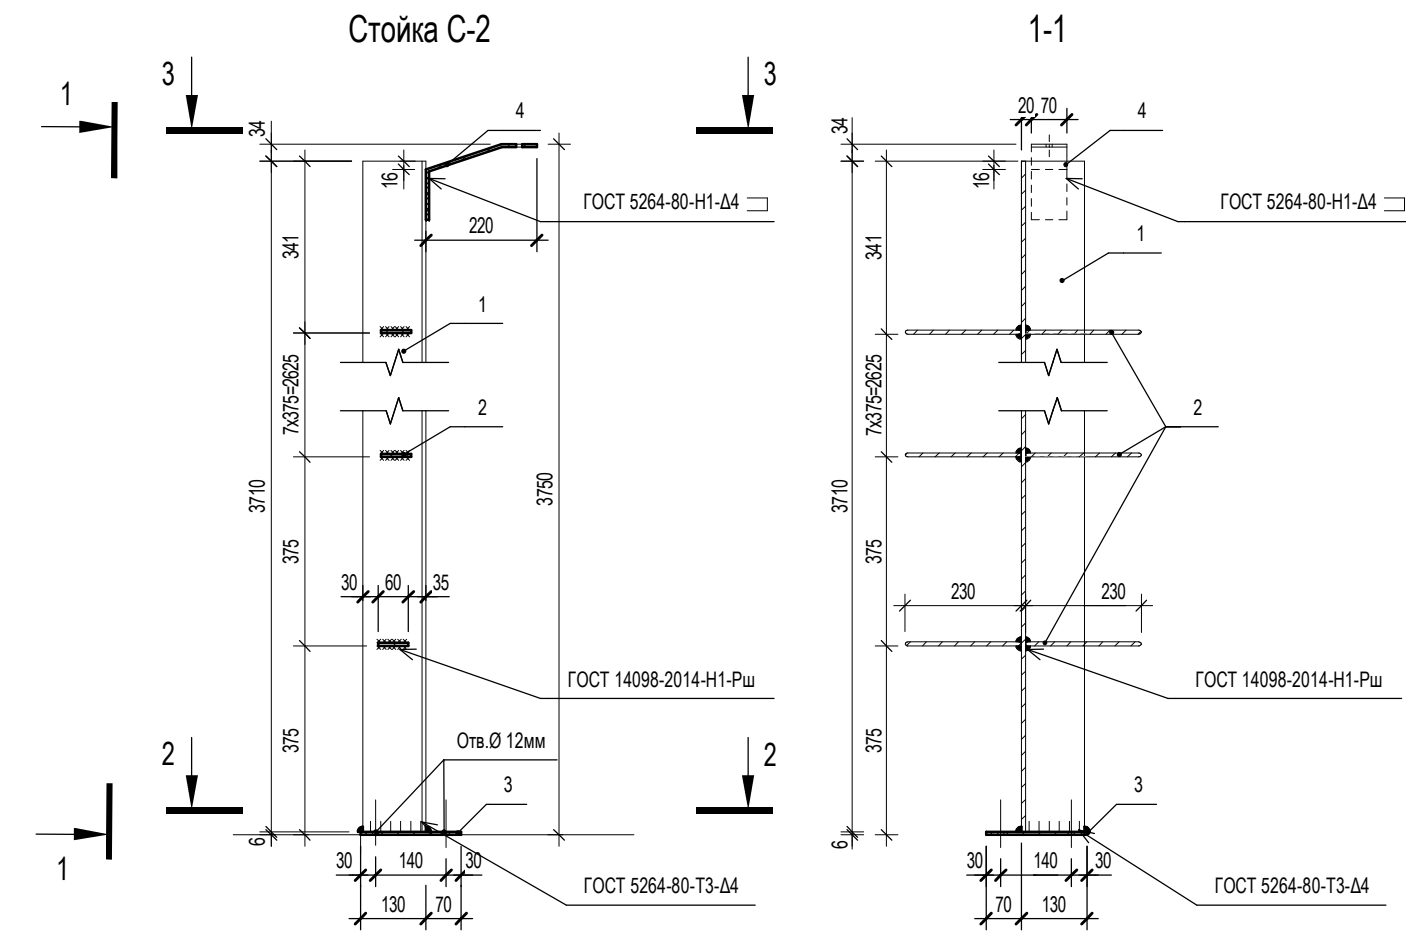 Стойка С-2
1-1
3
3
1
34
4
16
ГОСТ 5264-80-Н1-Δ4
220
341
1
7х375=2625
2
3710
3750
375
30 60 35
ГОСТ 14098-2014-Н1-Рш
375
Отв.Ø 12мм
2
2
3
6
1
30 140 30
ГОСТ 5264-80-Т3-Δ4
130 70
20 70
34
4
16
ГОСТ 5264-80-Н1-Δ4
1
341
7х375=2625
2
3710
375
230 230
ГОСТ 14098-2014-Н1-Рш
375
3
6
30 140 30
ГОСТ 5264-80-Т3-Δ4
70 130